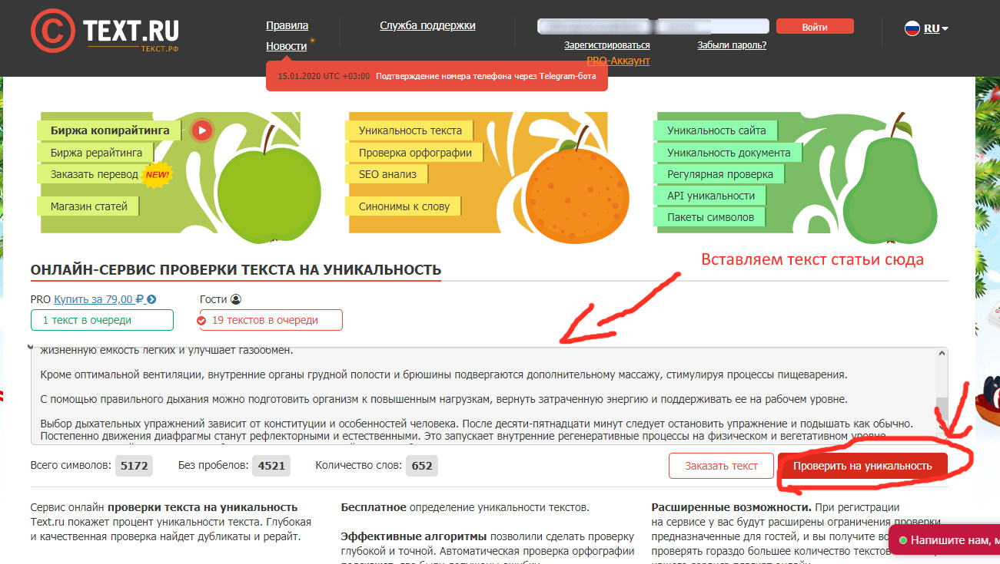 © TEXT.RU
ТЕКСТ.РФ
Правила
Новости
Служба поддержки
Войти
Зарегистрироваться
Забыли пароль?
PRO-Аккаунт
RU
15.01.2020 UTC +03:00 Подтверждение номера телефона через Telegram-бота
Биржа копирайтинга
Биржа рерайтинга
Заказать перевод NEW!
Магазин статей
Уникальность текста
Проверка орфографии
SEO анализ
Синонимы к слову
Уникальность сайта
Уникальность документа
Регулярная проверка
API уникальности
Пакеты символов
Вставляем текст статьи сюда
ОНЛАЙН-СЕРВИС ПРОВЕРКИ ТЕКСТА НА УНИКАЛЬНОСТЬ
PRO Купить за 79,00 ₽
Гости
1 текст в очереди
19 текстов в очереди
жизненную емкость легких и улучшает газообмен.
Кроме оптимальной вентиляции, внутренние органы грудной полости и брюшины подвергаются дополнительному массажу, стимулируя процессы пищеварения.
С помощью правильного дыхания можно подготовить организм к повышенным нагрузкам, вернуть затраченную энергию и поддерживать ее на рабочем уровне.
Выбор дыхательных упражнений зависит от конституции и особенностей человека. После десяти-пятнадцати минут следует остановить упражнение и подышать как обычно.
Постепенно движения диафрагмы станут рефлекторными и естественными. Это запускает внутренние регенеративные процессы на физическом и вегетативном уровне
Всего символов: 5172
Без пробелов: 4521
Количество слов: 652
Заказать текст
Проверить на уникальность
Сервис онлайн проверки текста на уникальность
Text.ru покажет процент уникальности текста. Глубокая
и качественная проверка найдет дубликаты и рерайт.
Бесплатное определение уникальности текстов.
Эффективные алгоритмы позволили сделать проверку
глубокой и точной. Автоматическая проверка орфографии
Расширенные возможности. При регистрации
на сервисе у вас будут расширены ограничения проверки,
предназначенные для гостей, и вы получите
проверять гораздо большее количество текстов
Напишите нам,